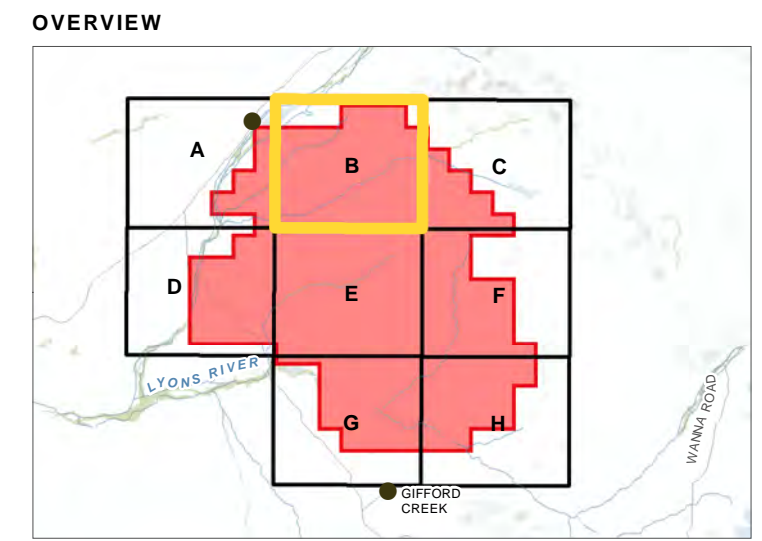 OVERVIEW
A
B
C
D
E
F
LYONS RIVER
WANNA ROAD
G
H
GIFFORD
CREEK